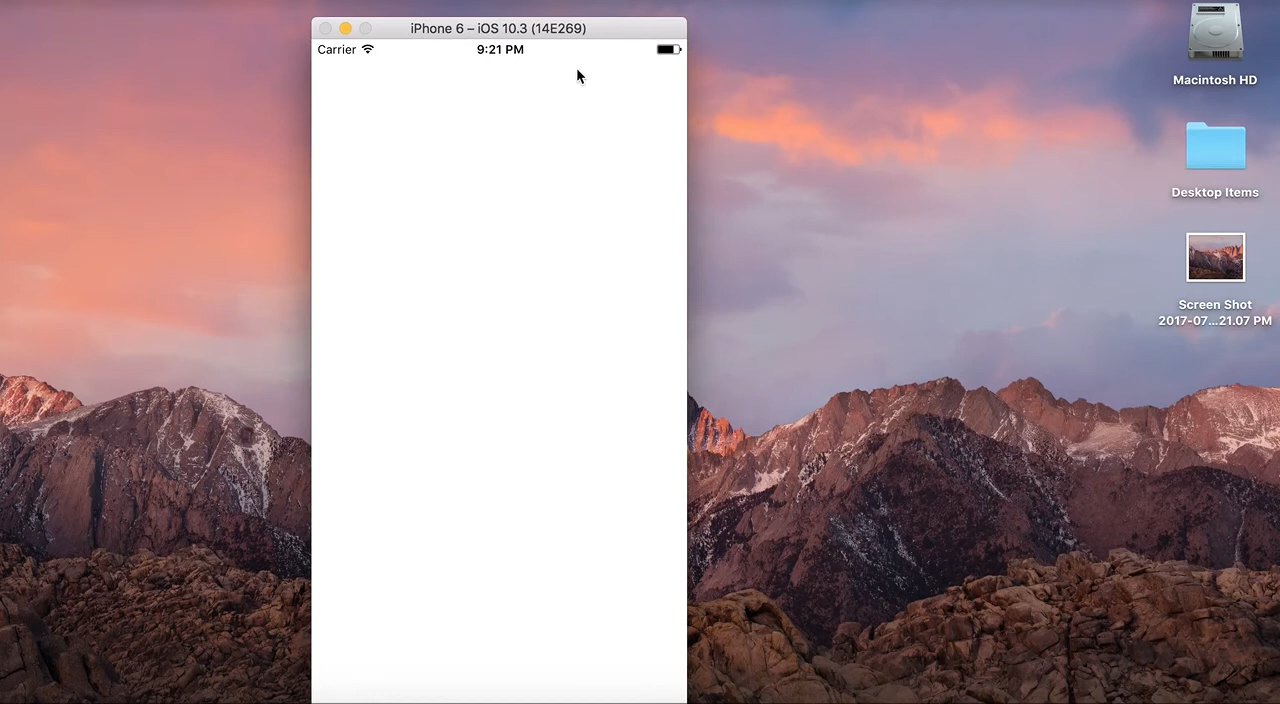 iPhone 6 – iOS 10.3 (14E269)
Carrier
9:21 PM
Macintosh HD
Desktop Items
Screen Shot
2017-07...21.07 PM